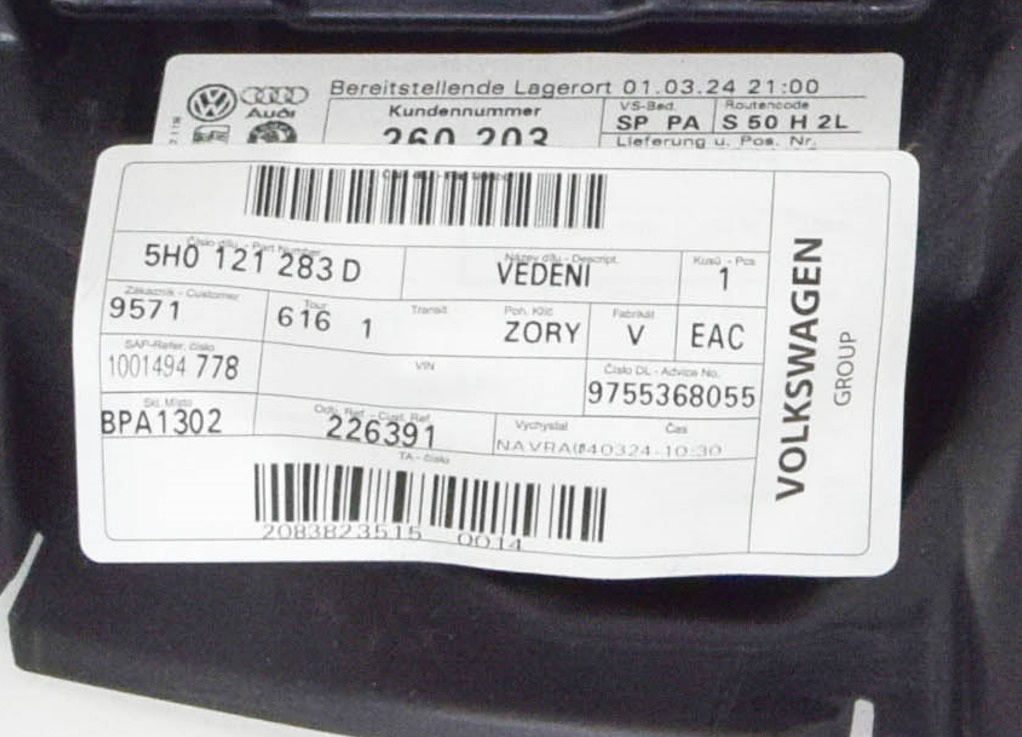 Bereitstellende Lagerort 01.03.24 21:00
Audi
Kundennummer
VS-Bed.
Routencode
260 203
SP PA
S 50 H 2L
Lieferung u. Pos. Nr.
Číslo dílu - Part Number
Název dílu - Descript.
Kusů - Pcs
5H0 121 283 D
VEDENI
1
Zákazník - Customer
Tour
Transit
Poh. Klíč
Fabrikát
9571
616 1
ZORY
V
EAC
SAP-Refer. číslo
VIN
Číslo DL - Advice No.
1001494 778
9755368055
Skl. Místo
Odb. Ref. - Cust. Ref.
Vychystal
Čas
BPA1302
226391
040324-10:30
TA - číslo
2083823515 0014
VOLKSWAGEN
GROUP